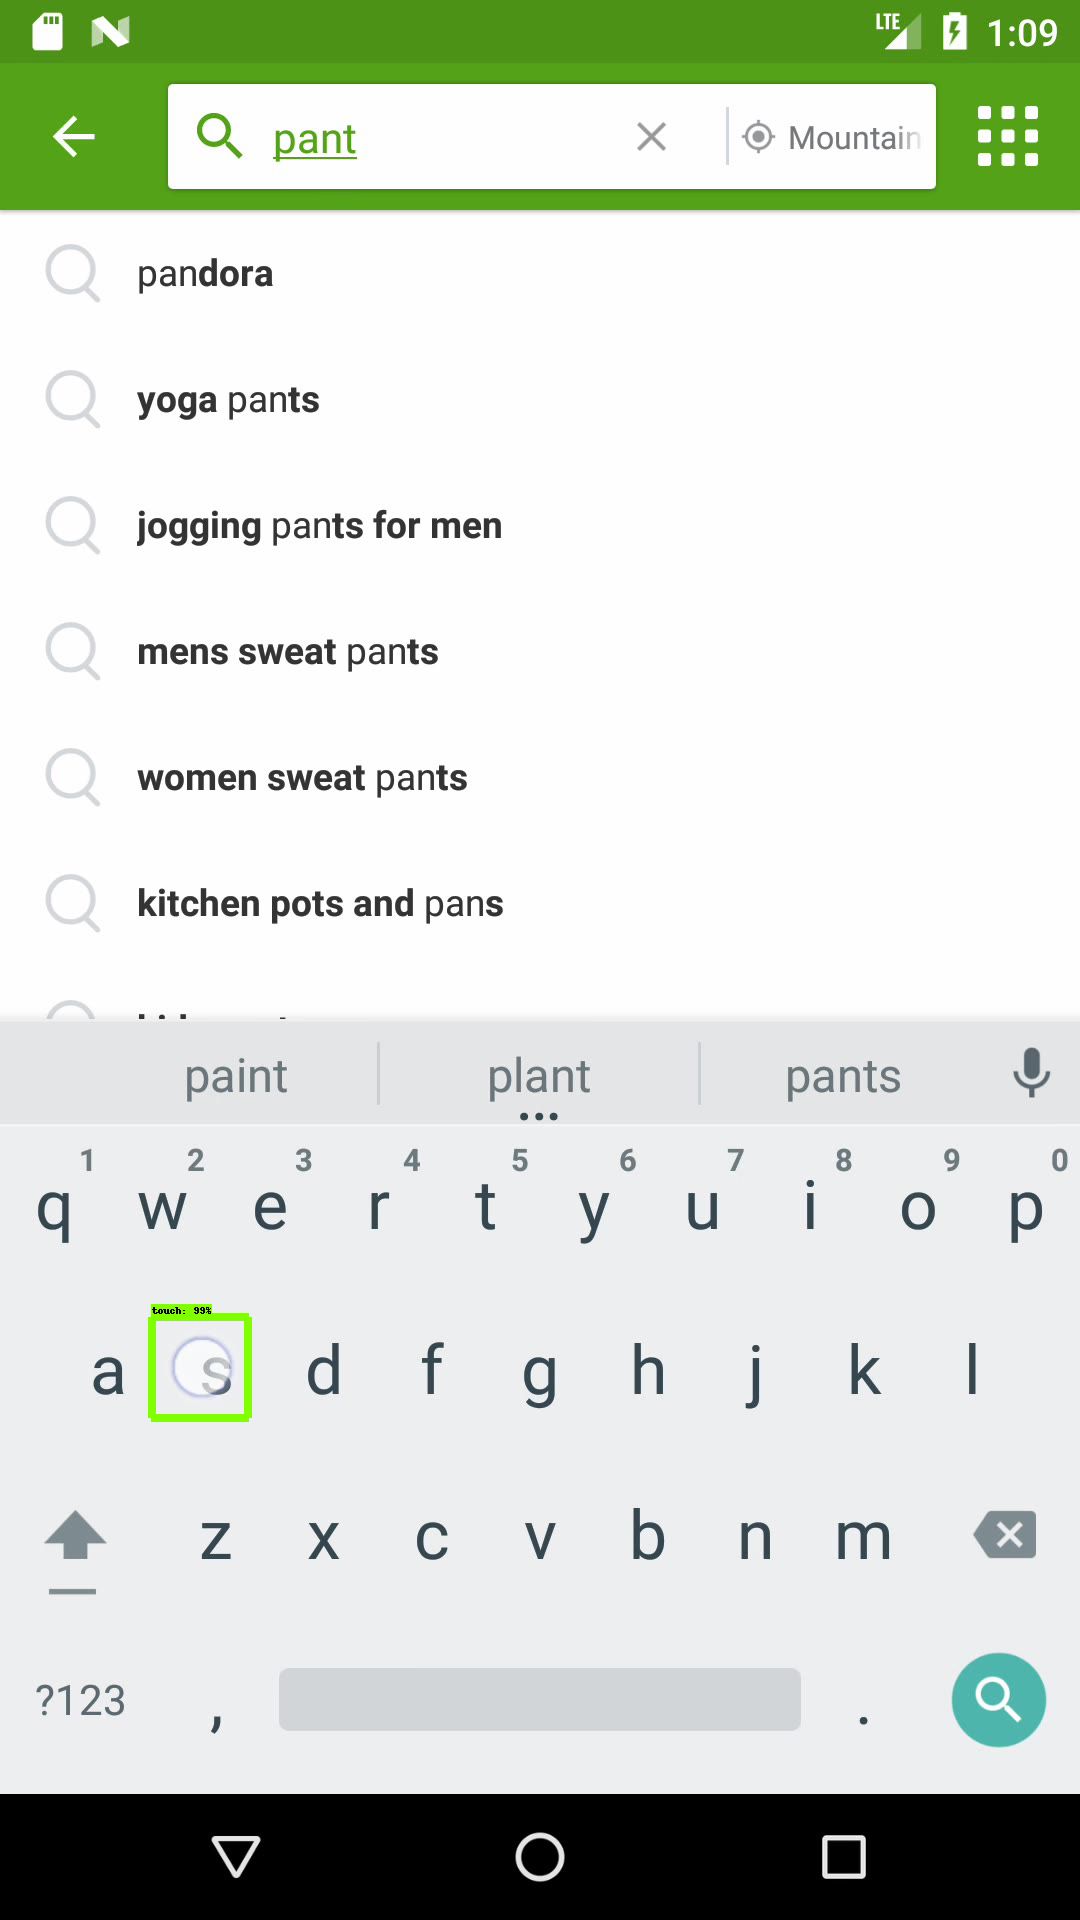 LTE 1:09
pant Mountain
pandora
yoga pants
jogging pants for men
mens sweat pants
women sweat pants
kitchen pots and pans
paint plant pants
1 2 3 4 5 6 7 8 9 0
q w e r t y u i o p
touch: 99%
a s d f g h j k l
z x c v b n m
?123 , .